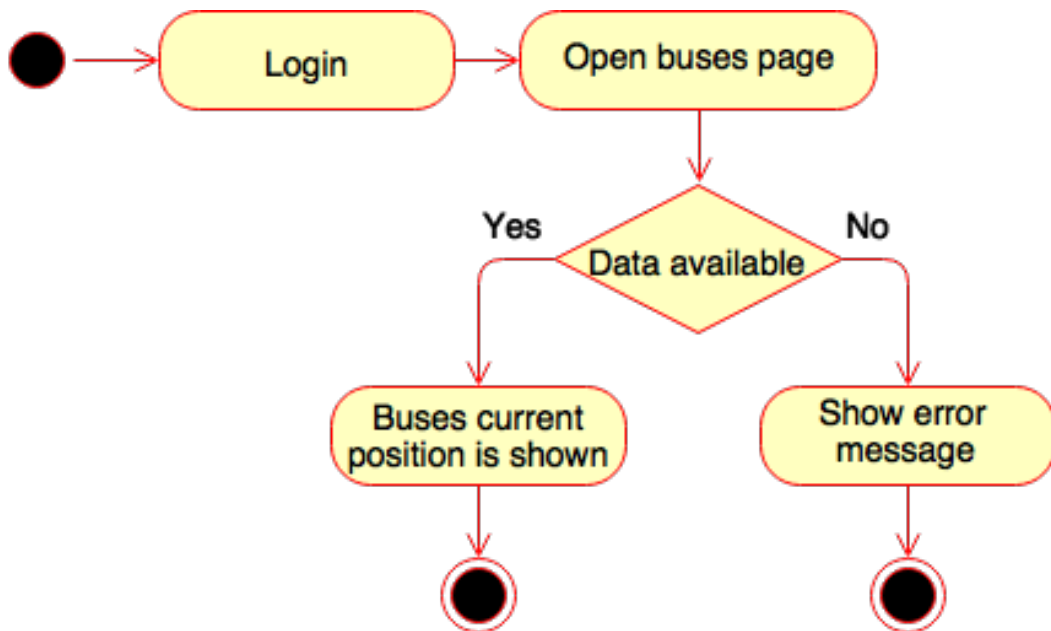 Login
Open buses page
Yes
No
Data available
Buses current
position is shown
Show error
message